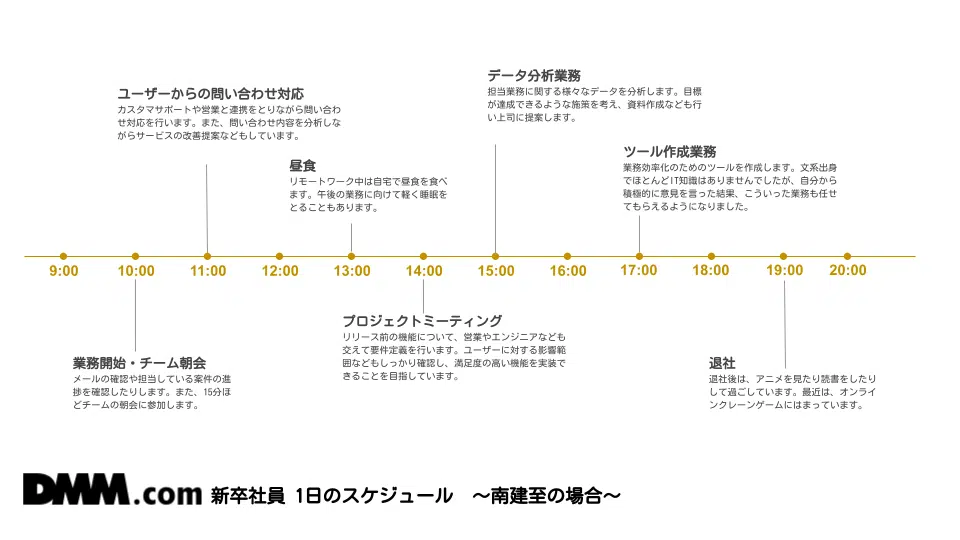 データ分析業務
担当業務に関する様々なデータを分析します。目標
が達成できるような施策を考え、資料作成なども行
い上司に提案します。
ユーザーからの問い合わせ対応
カスタマサポートや営業と連携をとりながら問い合わ
せ対応を行います。また、問い合わせ内容を分析しな
がらサービスの改善提案などもしています。
昼食
リモートワーク中は自宅で昼食を食べ
ます。午後の業務に向けて軽く睡眠を
とることもあります。
ツール作成業務
業務効率化のためのツールを作成します。文系出身
でほとんどIT知識はありませんでしたが、自分から
積極的に意見を言った結果、こういった業務も任せ
てもらえるようになりました。
9:00 10:00 11:00 12:00 13:00 14:00 15:00 16:00 17:00 18:00 19:00 20:00
プロジェクトミーティング
リリース前の機能について、営業やエンジニアなども
交えて要件定義を行います。ユーザーに対する影響範
囲などもしっかり確認し、満足度の高い機能を実装で
きることを目指しています。
業務開始・チーム朝会
メールの確認や担当している案件の進
捗を確認したりします。また、15分ほ
どチームの朝会に参加します。
退社
退社後は、アニメを見たり読書をしたり
して過ごしています。最近は、オンライ
ンクレーンゲームにはまっています。
DMM.com 新卒社員 1日のスケジュール ～南建至の場合～